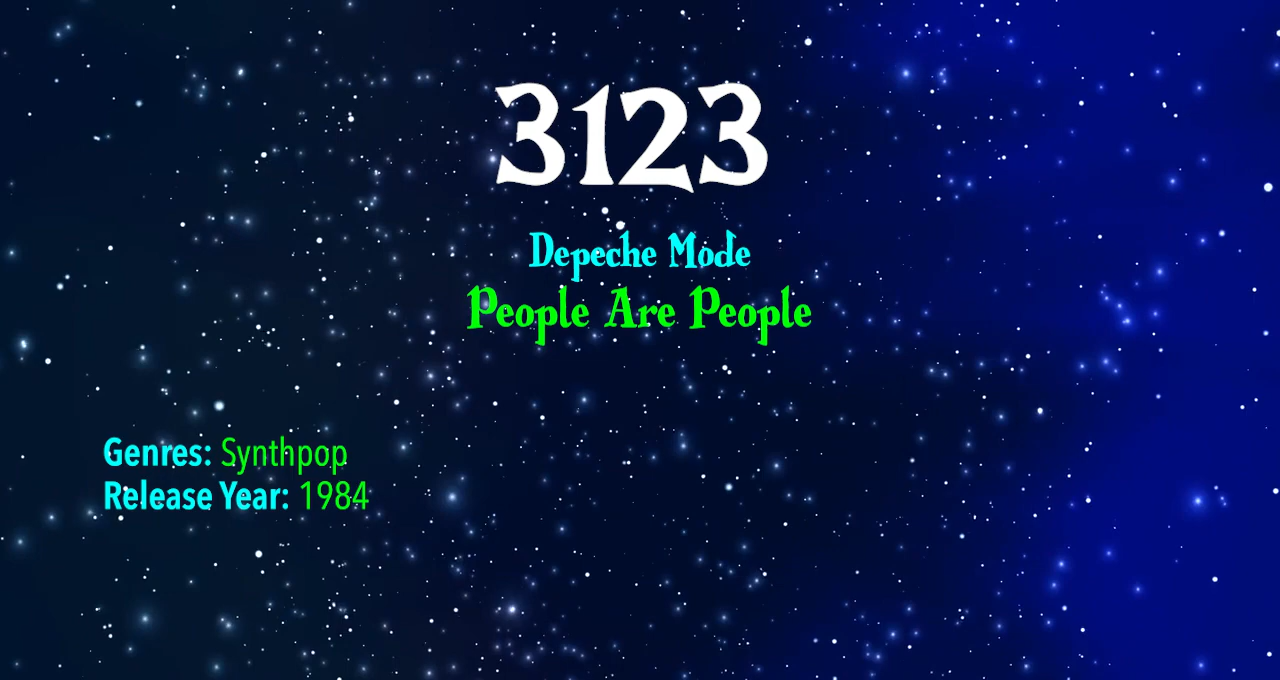 3123
Depeche Mode
People Are People
Genres: Synthpop
Release Year: 1984